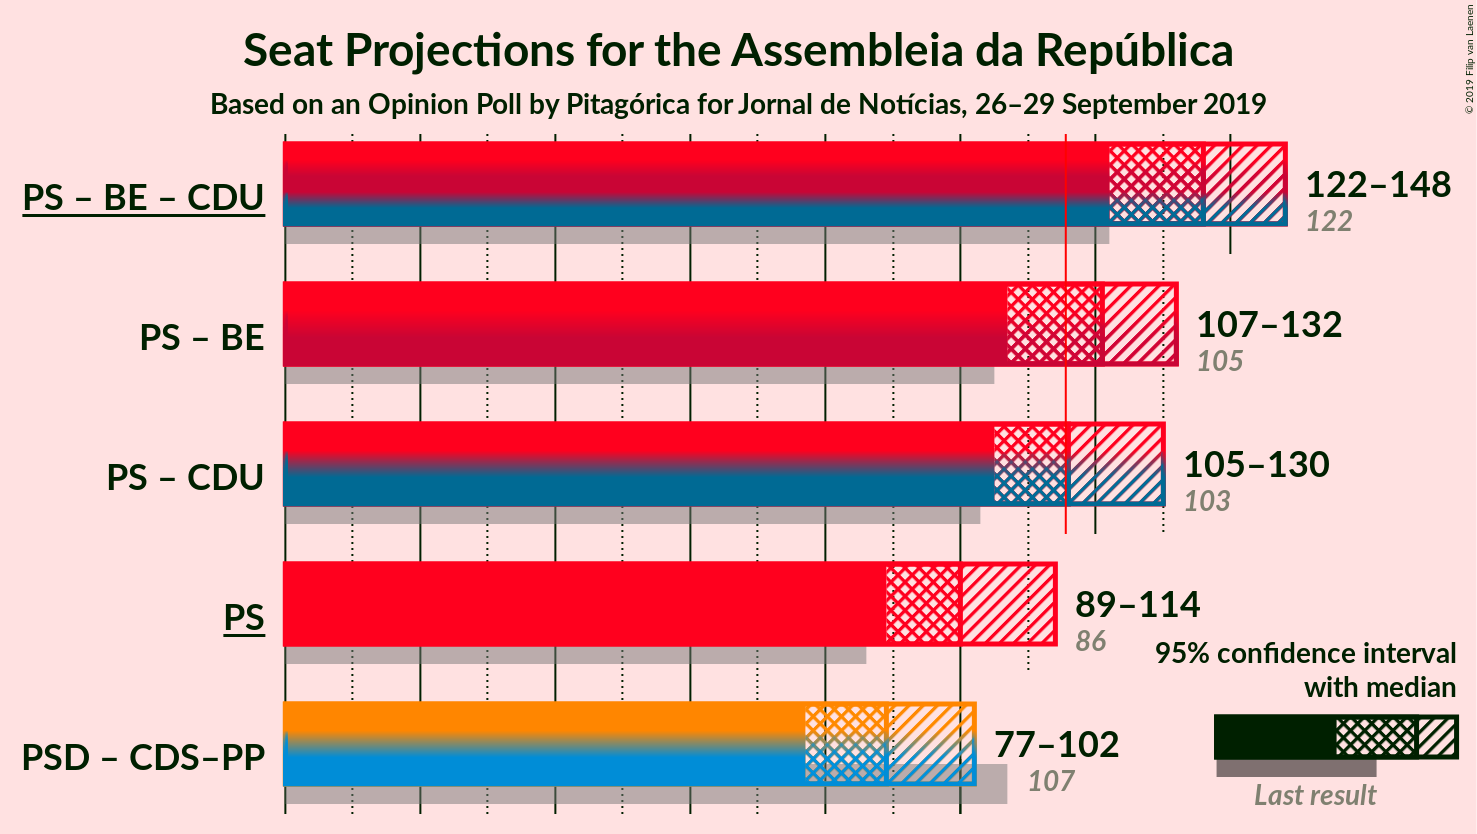 Seat Projections for the Assembleia da República
Based on an Opinion Poll by Pitagórica for Jornal de Notícias, 26–29 September 2019
© 2019 Filip van Laenen
PS – BE – CDU
122–148
122
PS – BE
107–132
105
PS – CDU
105–130
103
PS
89–114
86
PSD – CDS–PP
77–102
107
95% confidence interval
with median
Last result